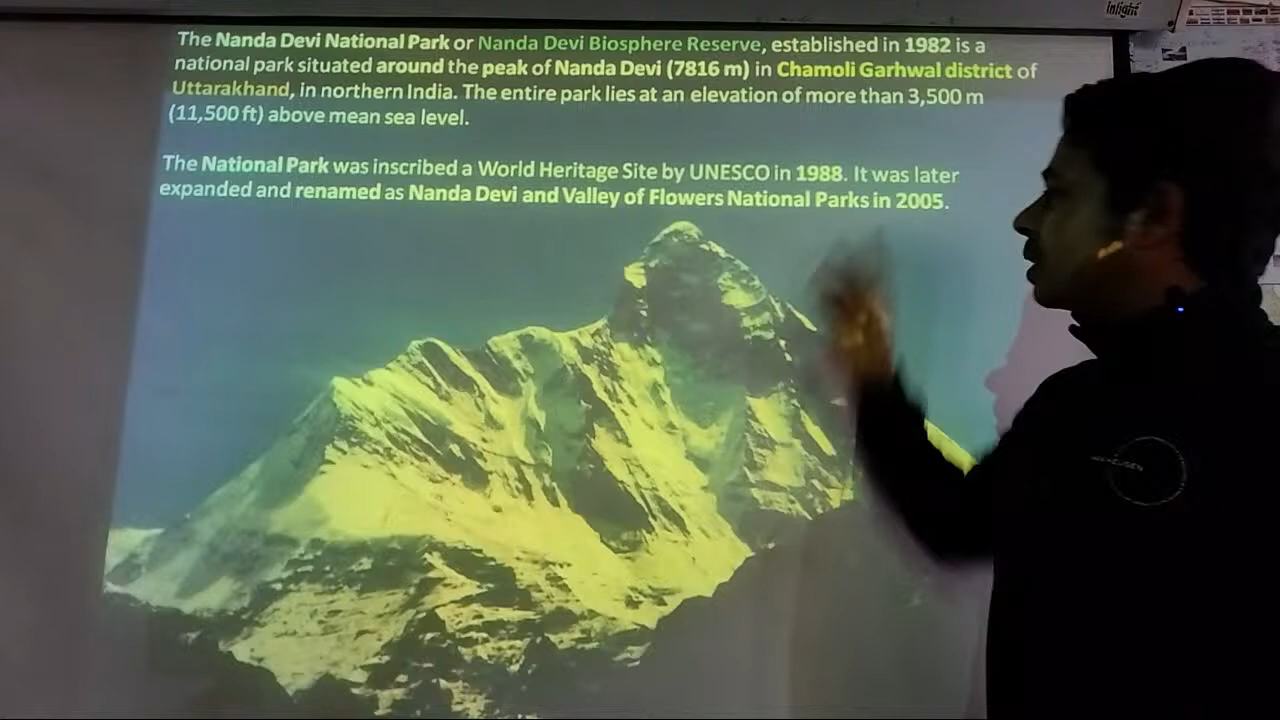 Inlight
The Nanda Devi National Park or Nanda Devi Biosphere Reserve, established in 1982 is a
national park situated around the peak of Nanda Devi (7816 m) in Chamoli Garhwal district of
Uttarakhand, in northern India. The entire park lies at an elevation of more than 3,500 m
(11,500 ft) above mean sea level.
The National Park was inscribed a World Heritage Site by UNESCO in 1988. It was later
expanded and renamed as Nanda Devi and Valley of Flowers National Parks in 2005.